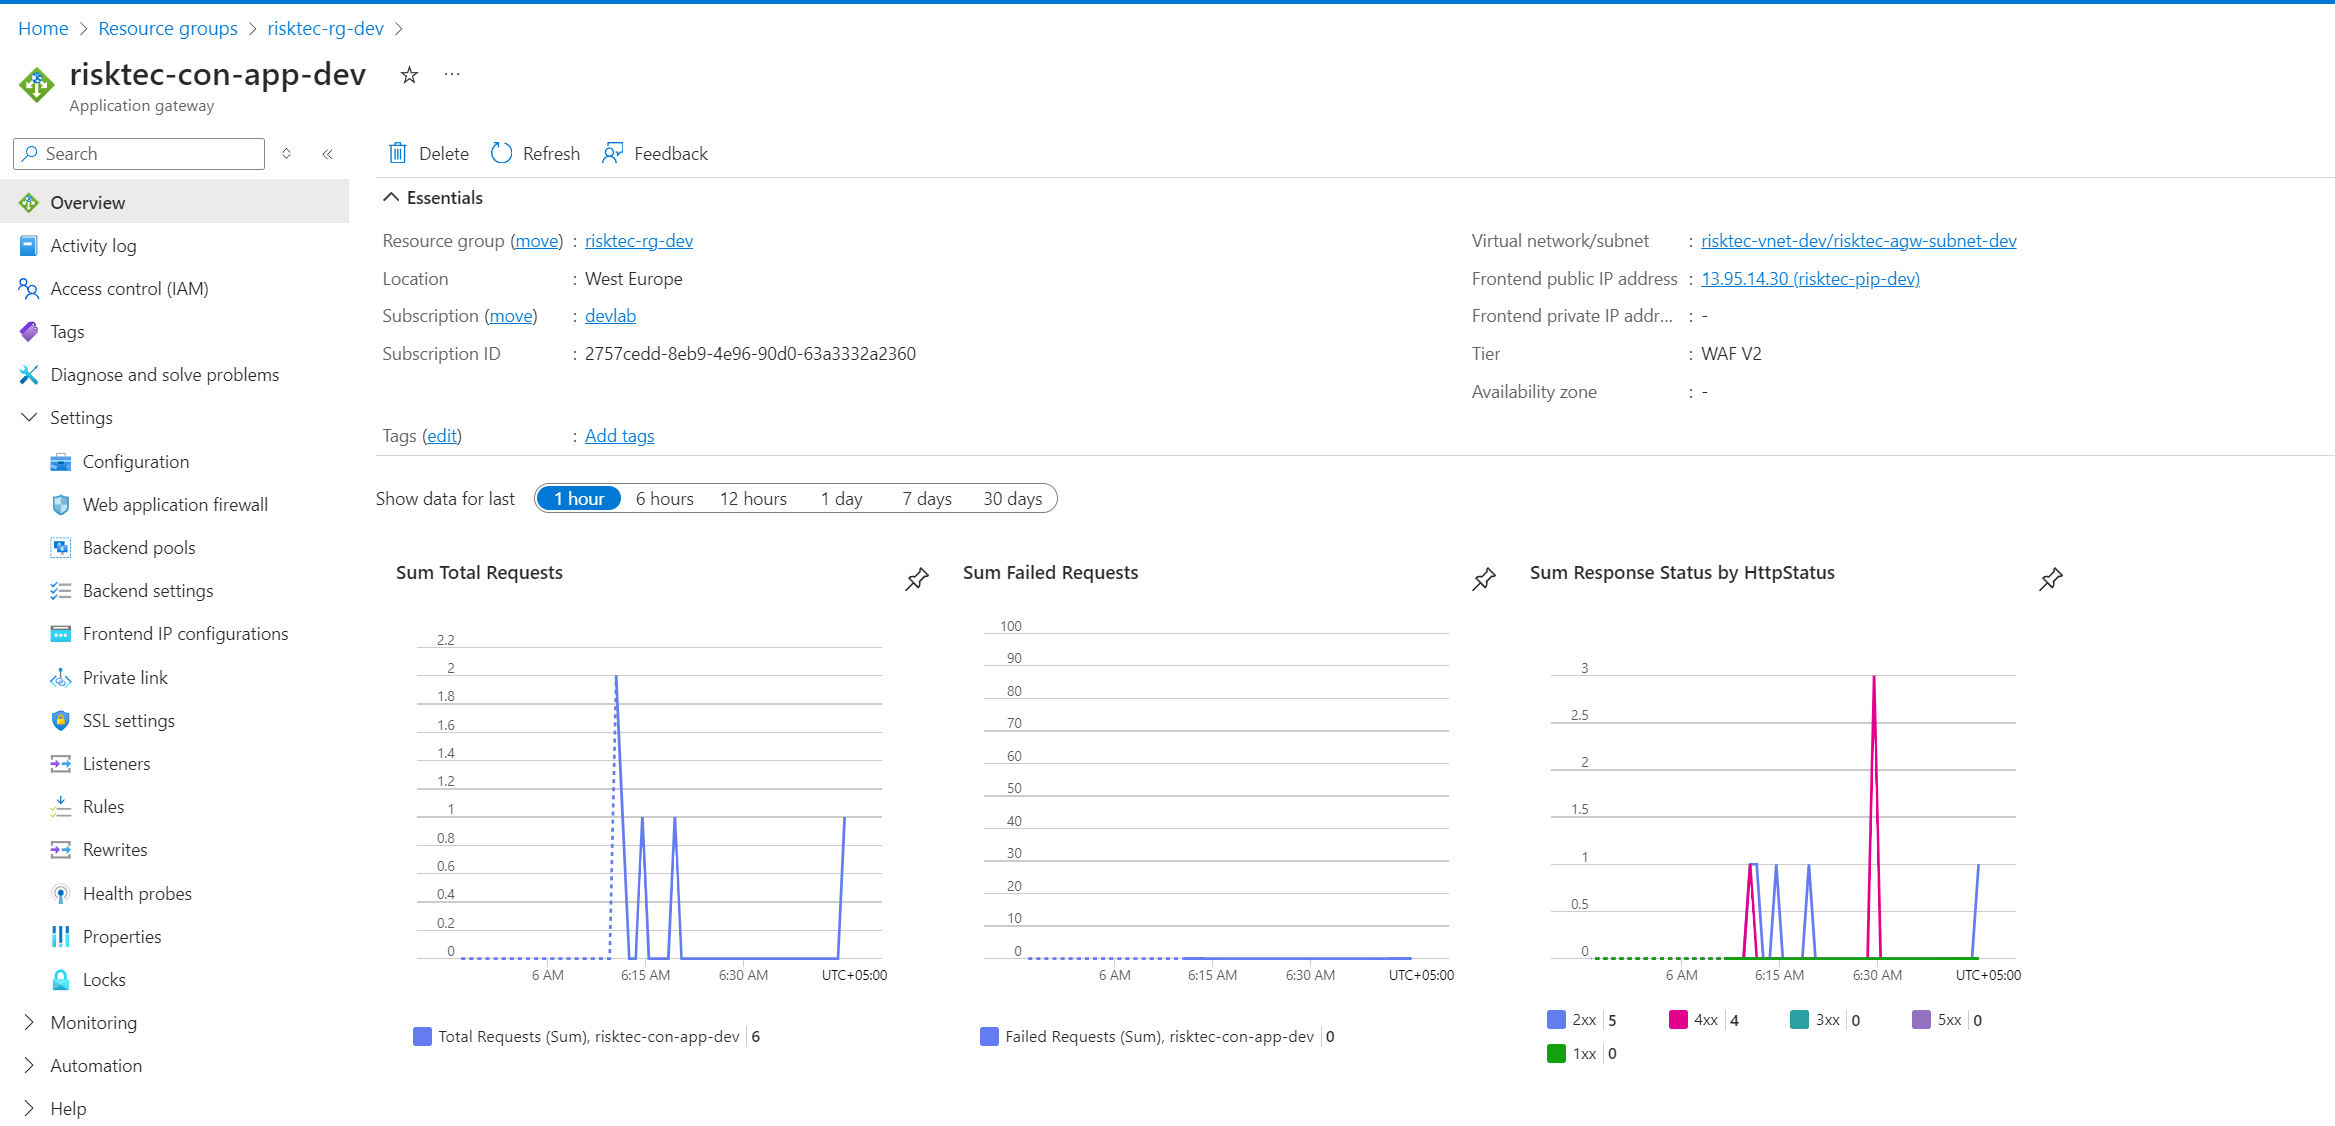 Home > Resource groups > risktec-rg-dev >
risktec-con-app-dev
Application gateway
Search
Delete Refresh Feedback
Overview
Activity log
Access control (IAM)
Tags
Diagnose and solve problems
Settings
Configuration
Web application firewall
Backend pools
Backend settings
Frontend IP configurations
Private link
SSL settings
Listeners
Rules
Rewrites
Health probes
Properties
Locks
Monitoring
Automation
Help
Essentials
Resource group (move) : risktec-rg-dev
Location : West Europe
Subscription (move) : devlab
Subscription ID : 2757cedd-8eb9-4e96-90d0-63a3332a2360
Virtual network/subnet : risktec-vnet-dev/risktec-agw-subnet-dev
Frontend public IP address : 13.95.14.30 (risktec-pip-dev)
Frontend private IP addr... : -
Tier : WAF V2
Availability zone : -
Tags (edit) : Add tags
Show data for last 1 hour 6 hours 12 hours 1 day 7 days 30 days
Sum Total Requests
2.2
2
1.8
1.6
1.4
1.2
1
0.8
0.6
0.4
0.2
0
6 AM 6:15 AM 6:30 AM UTC+05:00
Total Requests (Sum), risktec-con-app-dev 6
Sum Failed Requests
100
90
80
70
60
50
40
30
20
10
0
6 AM 6:15 AM 6:30 AM UTC+05:00
Failed Requests (Sum), risktec-con-app-dev 0
Sum Response Status by HttpStatus
3
2.5
2
1.5
1
0.5
0
6 AM 6:15 AM 6:30 AM UTC+05:00
2xx 5 4xx 4 3xx 0 5xx 0
1xx 0